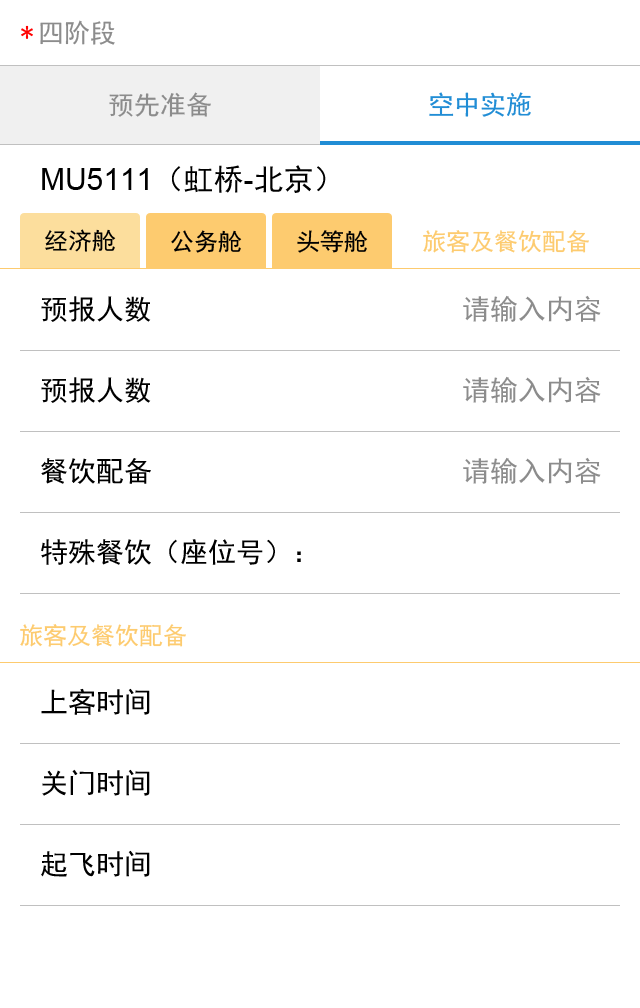 *四阶段
预先准备 空中实施
MU5111（虹桥-北京）
经济舱 公务舱 头等舱 旅客及餐饮配备
预报人数 请输入内容
预报人数 请输入内容
餐饮配备 请输入内容
特殊餐饮（座位号）：
旅客及餐饮配备
上客时间
关门时间
起飞时间